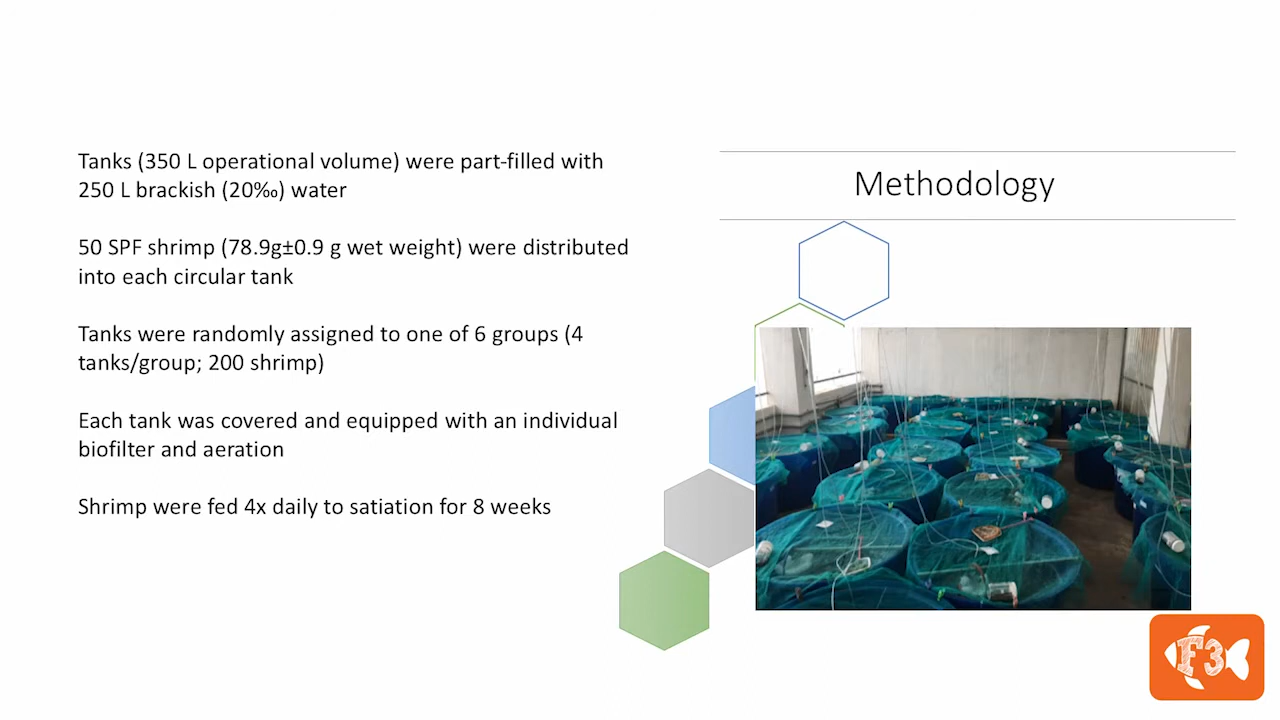 Tanks (350 L operational volume) were part-filled with
250 L brackish (20‰) water
50 SPF shrimp (78.9g±0.9 g wet weight) were distributed
into each circular tank
Tanks were randomly assigned to one of 6 groups (4
tanks/group; 200 shrimp)
Each tank was covered and equipped with an individual
biofilter and aeration
Shrimp were fed 4x daily to satiation for 8 weeks
Methodology
F3